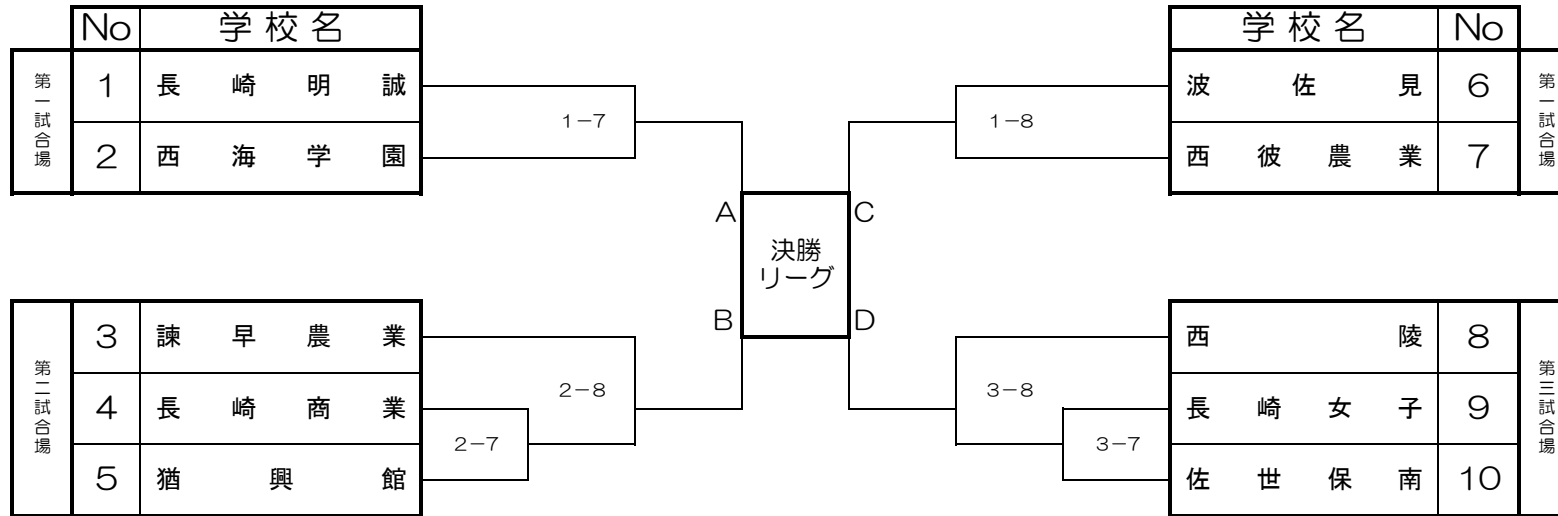 No 学校名
第一試合場
1 長崎明誠
2 西海学園
1－7
学校名 No
波佐見 6
西彼農業 7
第一試合場
1－8
A
C
決勝
リーグ
B
D
第二試合場
3 諫早農業
4 長崎商業
5 猶興館
2－8
2－7
西陵 8
長崎女子 9
佐世保南 10
第三試合場
3－8
3－7